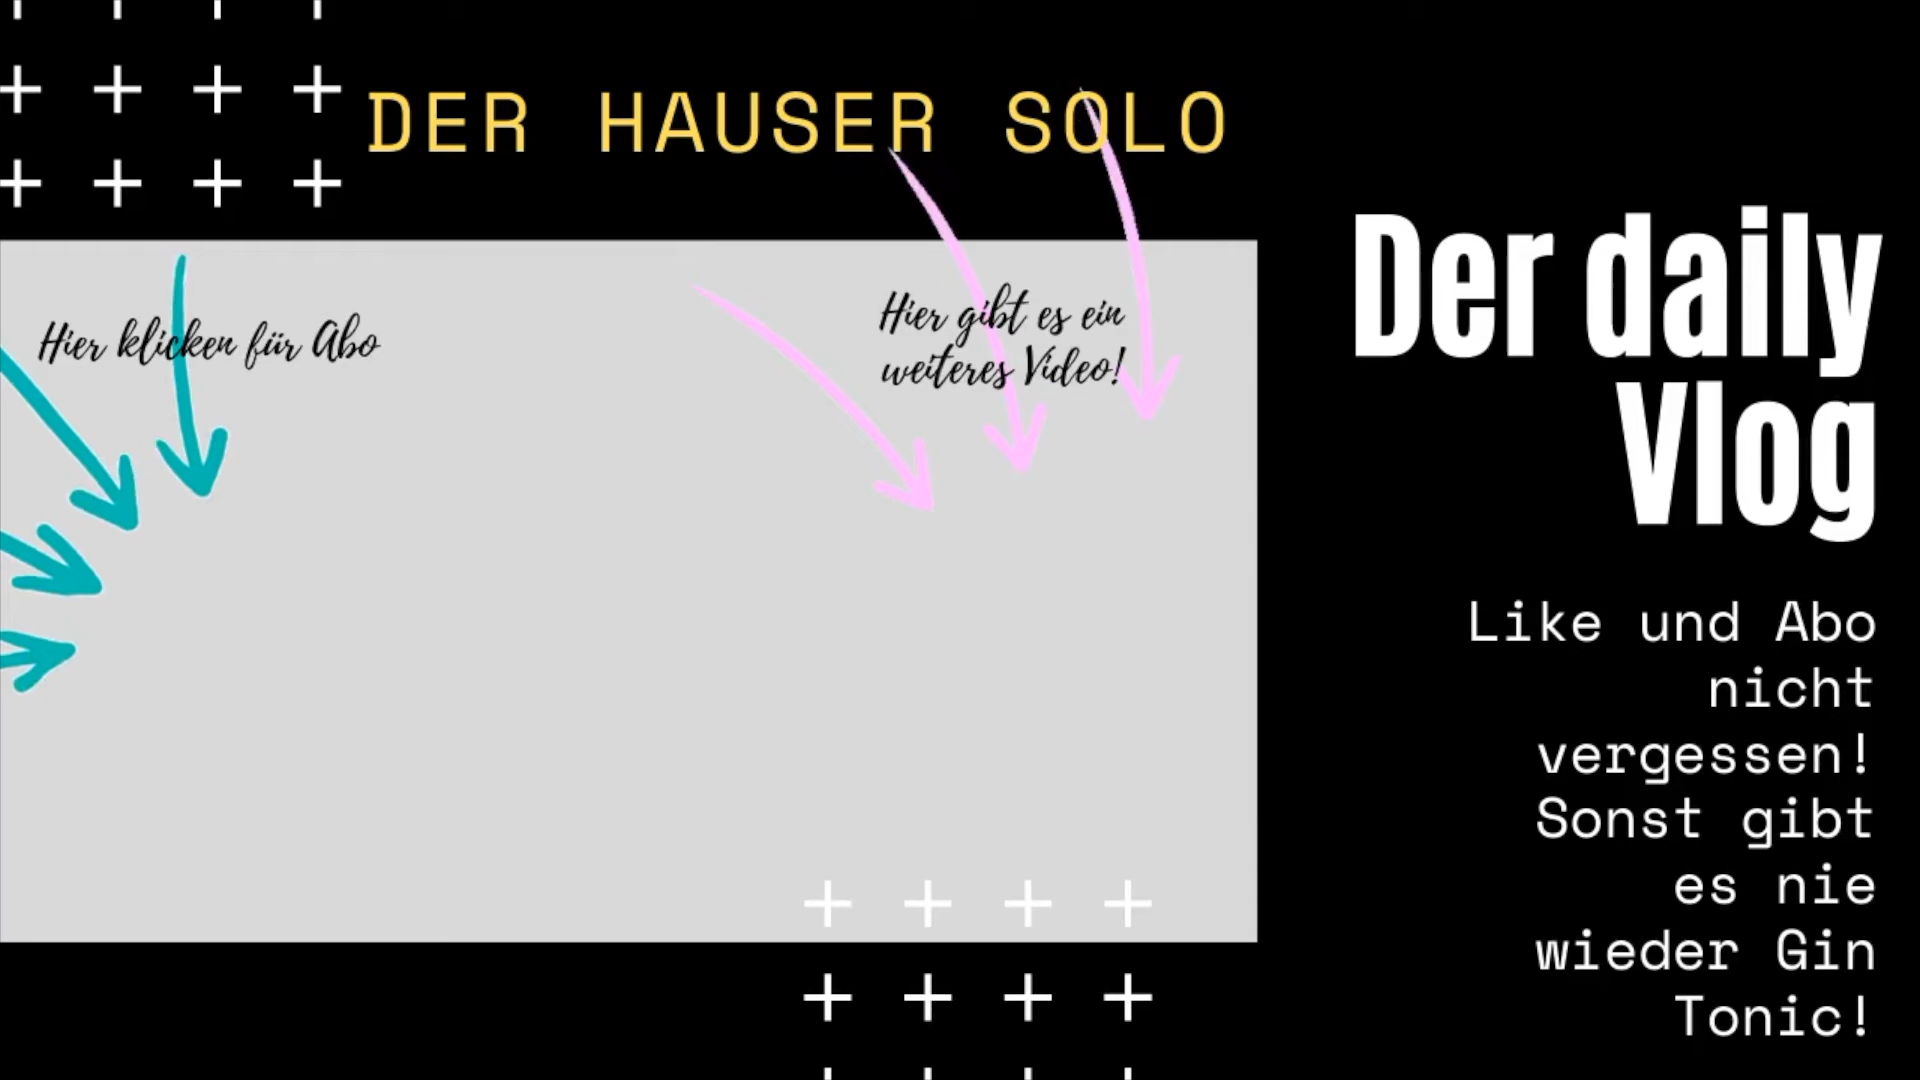 DER HAUSER SOLO
Hier klicken für Abo
Hier gibt es ein
weiteres Video!
Der daily
Vlog
Like und Abo
nicht
vergessen!
Sonst gibt
es nie
wieder Gin
Tonic!